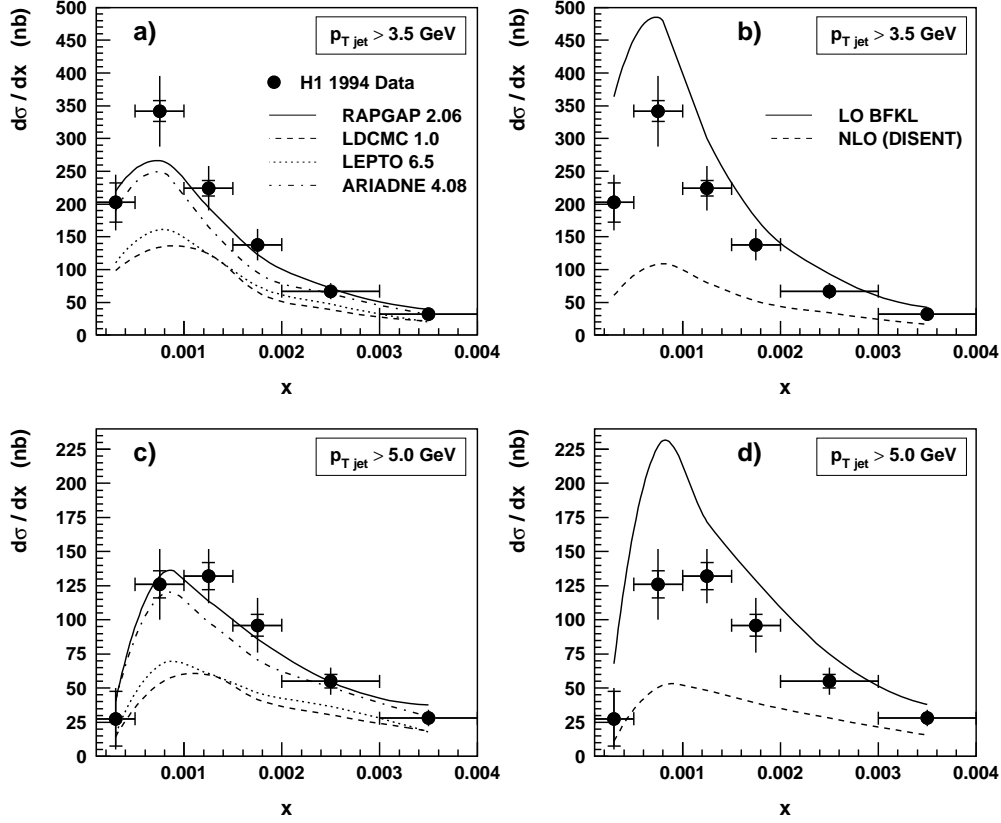 a)
p_T jet > 3.5 GeV
H1 1994 Data
RAPGAP 2.06
LDCMC 1.0
LEPTO 6.5
ARIADNE 4.08
dσ / dx (nb)
500
450
400
350
300
250
200
150
100
50
0
0.001
0.002
0.003
0.004
x
b)
p_T jet > 3.5 GeV
LO BFKL
NLO (DISENT)
dσ / dx (nb)
500
450
400
350
300
250
200
150
100
50
0
0.001
0.002
0.003
0.004
x
c)
p_T jet > 5.0 GeV
dσ / dx (nb)
225
200
175
150
125
100
75
50
25
0
0.001
0.002
0.003
0.004
x
d)
p_T jet > 5.0 GeV
dσ / dx (nb)
225
200
175
150
125
100
75
50
25
0
0.001
0.002
0.003
0.004
x